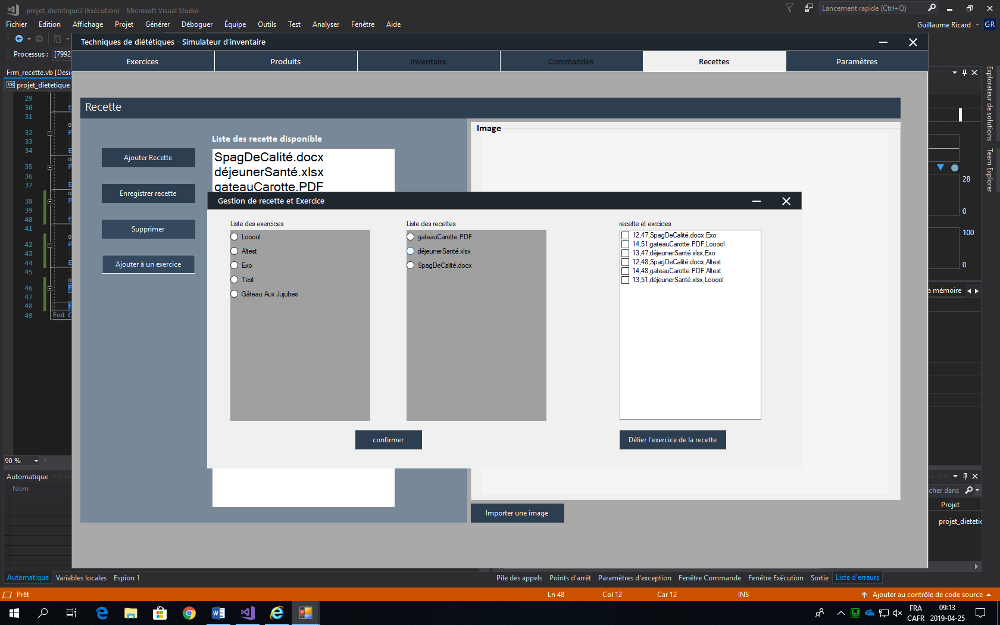 projet_dietetique2 (Exécution) - Microsoft Visual Studio
Lancement rapide (Ctrl+Q)
Fichier Edition Affichage Projet Générer Déboguer Équipe Outils Test Analyser Fenêtre Aide
Guillaume Ricard GR
Techniques de diététiques - Simulateur d'inventaire
Processus : [7992
Exercices Produits Inventaire Commandes Recettes Paramètres
Frm_recette.vb [Desi
VB projet_dietetique
Explorateur de solutions
Team Explorer
Recette
Liste des recette disponible
Image
Ajouter Recette
Enregistrer recette
Supprimer
Ajouter à un exercice
SpagDeCalité.docx
déjeunerSanté.xlsx
gateauCarotte.PDF
29
30 E
31
o
32 P
33
34 E
o
35 P
36
37 E
o
38 P
39
40 E
41
o
42 P
43
44 E
45
o
46 P
47
48 E
49 End C
28
0
100
0
a mémoire
Gestion de recette et Exercice
Liste des exercices
Looool
Altest
Exo
Test
Gâteau Aux Jujubes
Liste des recettes
gateauCarotte.PDF
déjeunerSanté.xlsx
SpagDeCalité.docx
recette et exrcices
12,47,SpagDeCalité.docx,Exo
14,51,gateauCarotte.PDF,Looool
13,47,déjeunerSanté.xlsx,Exo
12,48,SpagDeCalité.docx,Altest
14,48,gateauCarotte.PDF,Altest
13,51,déjeunerSanté.xlsx,Looool
confirmer
Délier l'exercice de la recette
Importer une image
90 %
Automatique
Nom
cher dans
Projet
projet_dietetic
Automatique Variables locales Espion 1
Pile des appels Points d'arrêt Paramètres d'exception Fenêtre Commande Fenêtre Exécution Sortie Liste d'erreurs
Prêt Ln 48 Col 12 Car 12 INS Ajouter au contrôle de code source
FRA
CAFR
09:13
2019-04-25